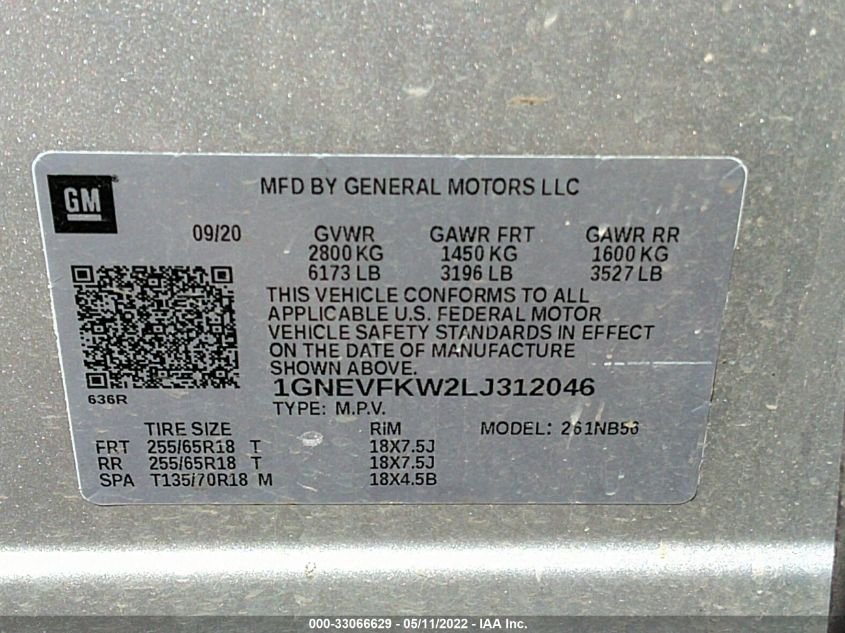 GM
MFD BY GENERAL MOTORS LLC
09/20 GVWR GAWR FRT GAWR RR
2800 KG 1450 KG 1600 KG
6173 LB 3196 LB 3527 LB
THIS VEHICLE CONFORMS TO ALL
APPLICABLE U.S. FEDERAL MOTOR
VEHICLE SAFETY STANDARDS IN EFFECT
ON THE DATE OF MANUFACTURE
SHOWN ABOVE.
636R
1GNEVFKW2LJ312046
TYPE: M.P.V.
TIRE SIZE RIM MODEL: 261NB56
FRT 255/65R18 T 18X7.5J
RR 255/65R18 T 18X7.5J
SPA T135/70R18 M 18X4.5B
000-33066629 - 05/11/2022 - IAA Inc.